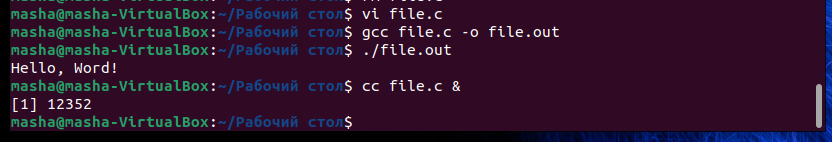 masha@masha-VirtualBox:~/Рабочий стол$ vi file.c
masha@masha-VirtualBox:~/Рабочий стол$ gcc file.c -o file.out
masha@masha-VirtualBox:~/Рабочий стол$ ./file.out
Hello, Word!
masha@masha-VirtualBox:~/Рабочий стол$ cc file.c &
[1] 12352
masha@masha-VirtualBox:~/Рабочий стол$